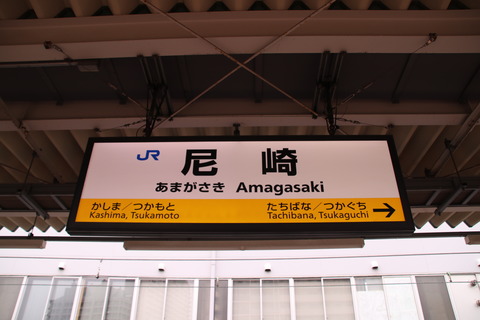 JR 尼崎
あまがさき Amagasaki
かしま／つかもと たちばな／つかぐち
Kashima, Tsukamoto Tachibana, Tsukaguchi →